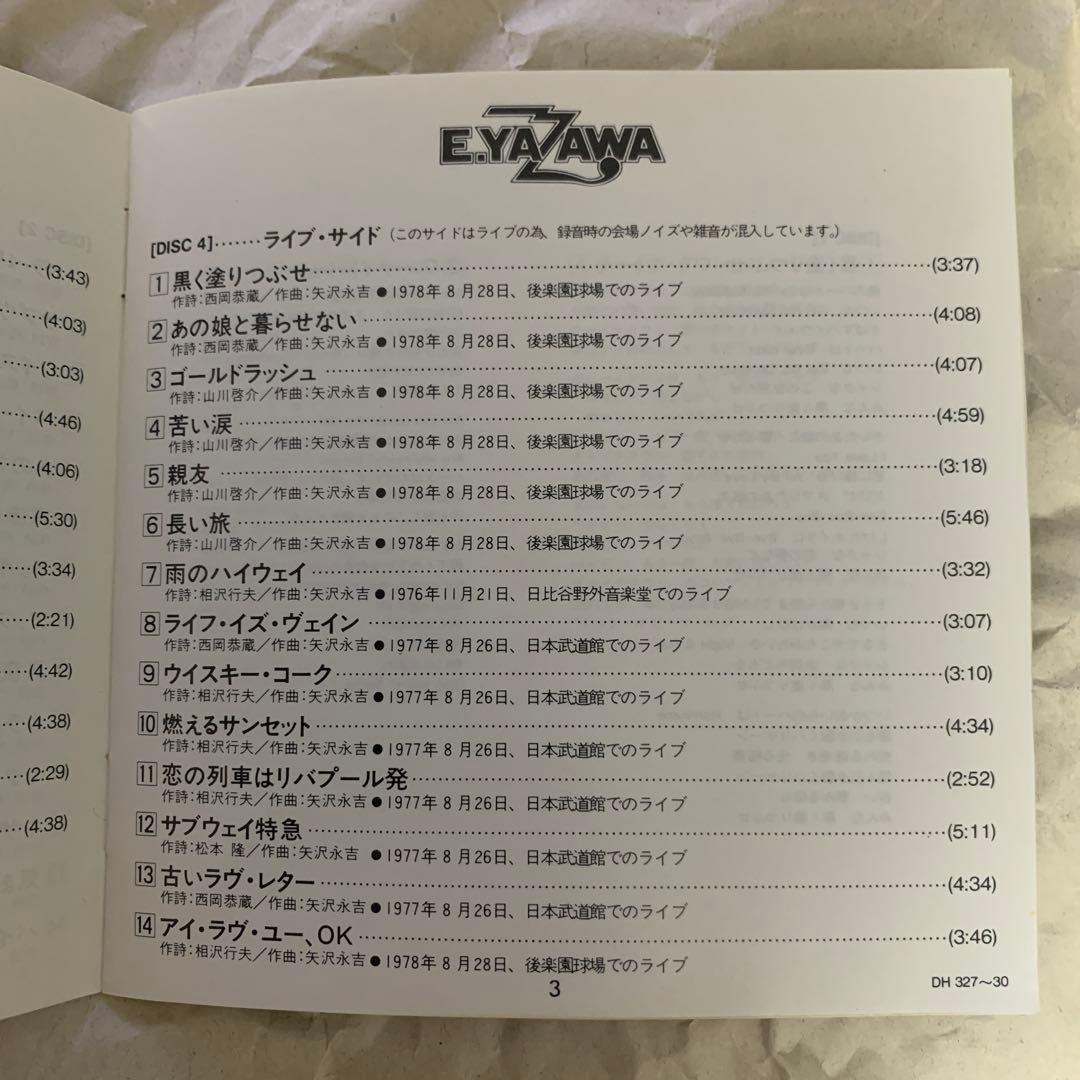 (3:43)
(4:03)
(3:03)
(4:46)
(4:06)
(5:30)
(3:34)
(2:21)
(4:42)
(4:38)
(2:29)
(4:38)
E.YAZAWA
[DISC 4]……ライブ・サイド（このサイドはライブの為、録音時の会場ノイズや雑音が混入しています。）
1 黒く塗りつぶせ……(3:37)
作詩：西岡恭蔵／作曲：矢沢永吉●1978年8月28日、後楽園球場でのライブ
2 あの娘と暮らせない……(4:08)
作詩：西岡恭蔵／作曲：矢沢永吉●1978年8月28日、後楽園球場でのライブ
3 ゴールドラッシュ……(4:07)
作詩：山川啓介／作曲：矢沢永吉●1978年8月28日、後楽園球場でのライブ
4 苦い涙……(4:59)
作詩：山川啓介／作曲：矢沢永吉●1978年8月28日、後楽園球場でのライブ
5 親友……(3:18)
作詩：山川啓介／作曲：矢沢永吉●1978年8月28日、後楽園球場でのライブ
6 長い旅……(5:46)
作詩：山川啓介／作曲：矢沢永吉●1978年8月28日、後楽園球場でのライブ
7 雨のハイウェイ……(3:32)
作詩：相沢行夫／作曲：矢沢永吉●1976年11月21日、日比谷野外音楽堂でのライブ
8 ライフ・イズ・ヴェイン……(3:07)
作詩：西岡恭蔵／作曲：矢沢永吉●1977年8月26日、日本武道館でのライブ
9 ウイスキー・コーク……(3:10)
作詩：相沢行夫／作曲：矢沢永吉●1977年8月26日、日本武道館でのライブ
10 燃えるサンセット……(4:34)
作詩：相沢行夫／作曲：矢沢永吉●1977年8月26日、日本武道館でのライブ
11 恋の列車はリバプール発……(2:52)
作詩：相沢行夫／作曲：矢沢永吉●1977年8月26日、日本武道館でのライブ
12 サブウェイ特急……(5:11)
作詩：松本 隆／作曲：矢沢永吉 ●1977年8月26日、日本武道館でのライブ
13 古いラヴ・レター……(4:34)
作詩：西岡恭蔵／作曲：矢沢永吉●1977年8月26日、日本武道館でのライブ
14 アイ・ラヴ・ユー、OK……(3:46)
作詩：相沢行夫／作曲：矢沢永吉●1978年8月28日、後楽園球場でのライブ
3
DH 327〜30